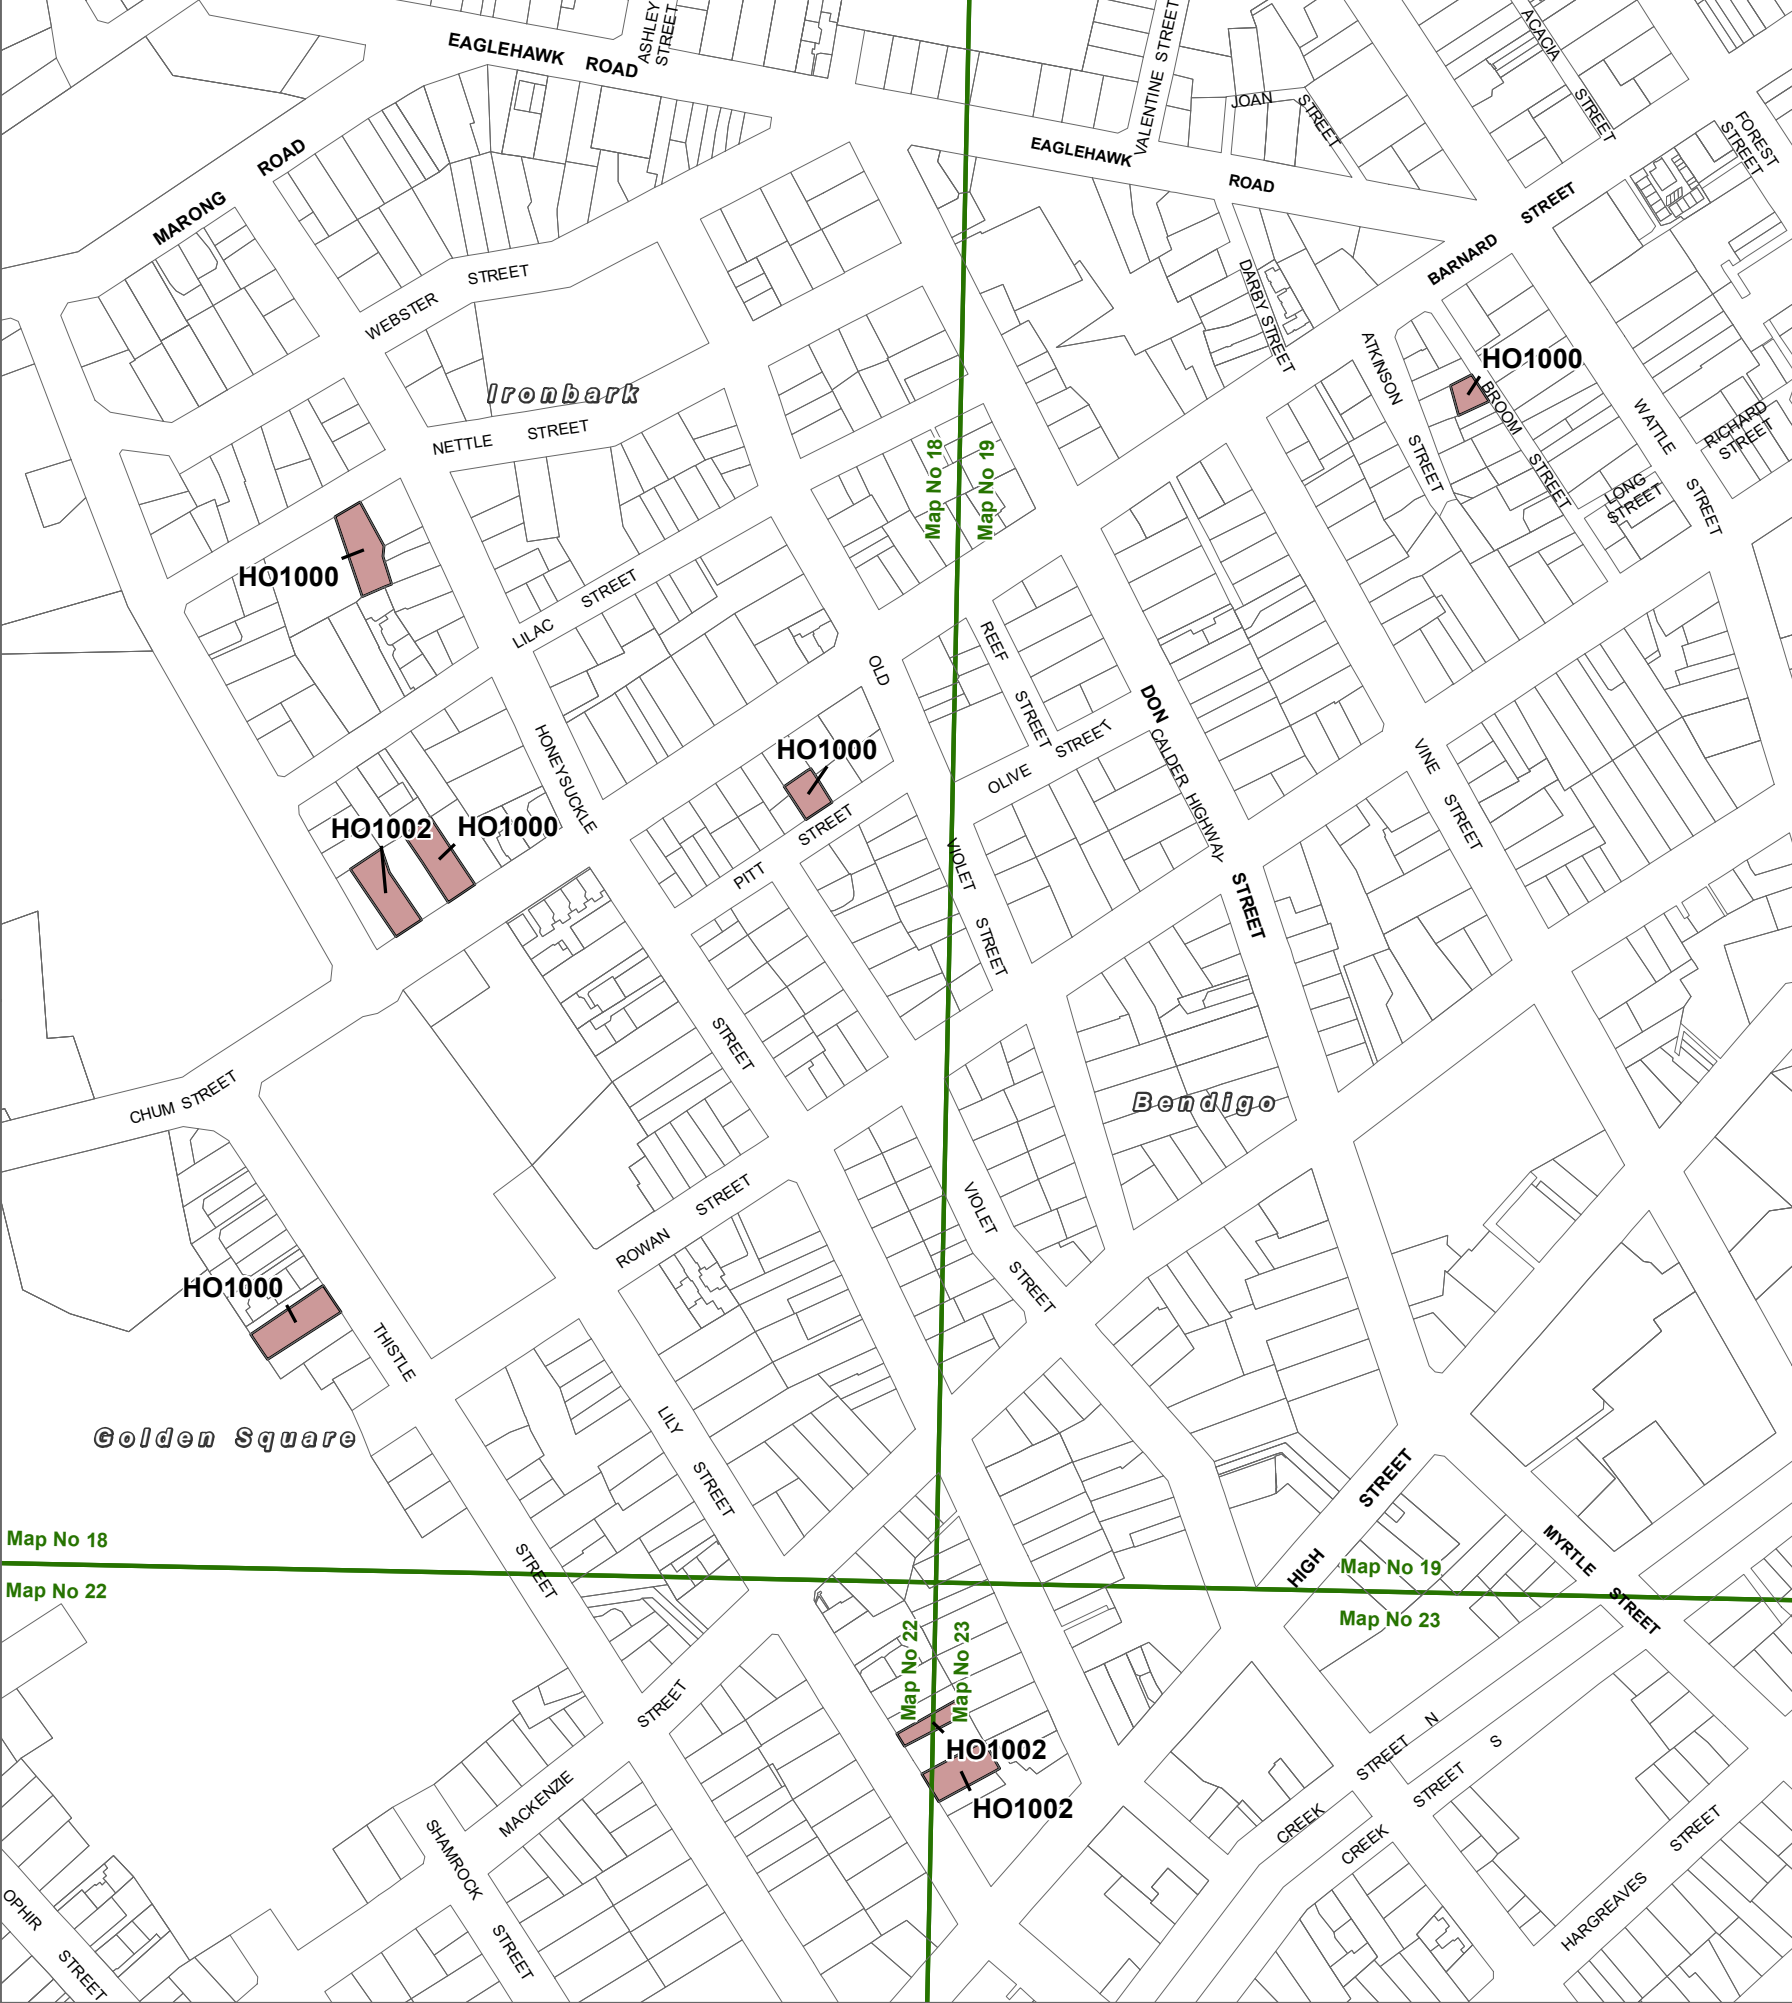 EAGLEHAWK ROAD
ASHLEY
STREET
VALENTINE STREET
ACACIA
STREET
JOAN STREET
FOREST
STREET
EAGLEHAWK
ROAD
MARONG ROAD
BARNARD STREET
WEBSTER STREET
DARBY STREET
Ironbark
NETTLE STREET
ATKINSON
STREET
HO1000
BROOM
STREET
WATTLE
STREET
RICHARD
STREET
LONG
STREET
Map No 18
Map No 19
HO1000
LILAC STREET
REEF
STREET
OLD
VIOLET
STREET
OLIVE STREET
DON
STREET
CALDER HIGHWAY
VINE
STREET
HONEYSUCKLE
STREET
HO1000
HO1002
HO1000
PITT STREET
CHUM STREET
Bendigo
ROWAN STREET
VIOLET
STREET
HO1000
THISTLE
STREET
LILY
STREET
Golden Square
HIGH STREET
MYRTLE
STREET
Map No 18
Map No 22
Map No 19
Map No 23
Map No 22
Map No 23
HO1002
HO1002
MACKENZIE STREET
SHAMROCK
STREET
CREEK STREET N
CREEK STREET S
HARGREAVES STREET
OPHIR
STREET